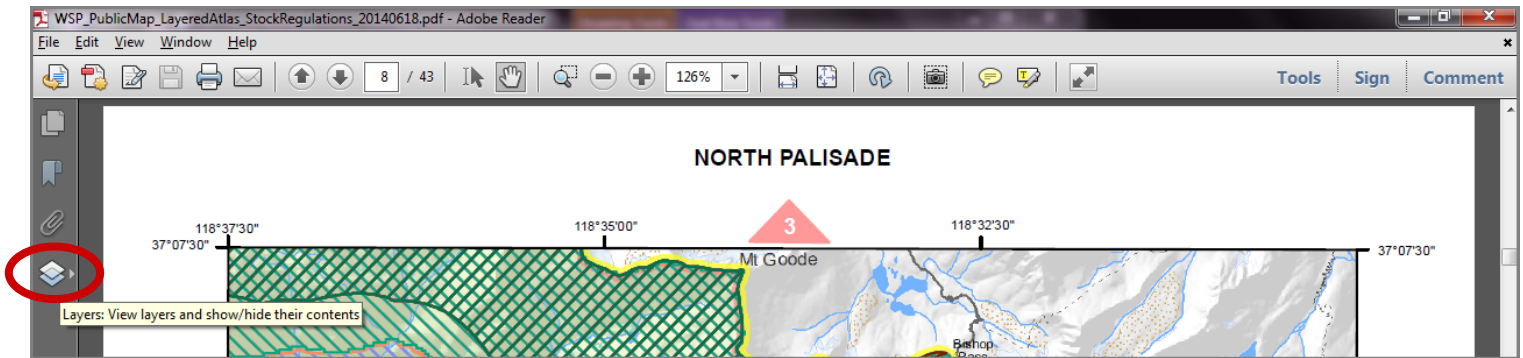 WSP_PublicMap_LayeredAtlas_StockRegulations_20140618.pdf - Adobe Reader
File Edit View Window Help
8 / 43 126% Tools Sign Comment
NORTH PALISADE
118°37'30" 118°35'00" 3 118°32'30"
37°07'30" 37°07'30"
Mt Goode
Layers: View layers and show/hide their contents
Bishop
Pass